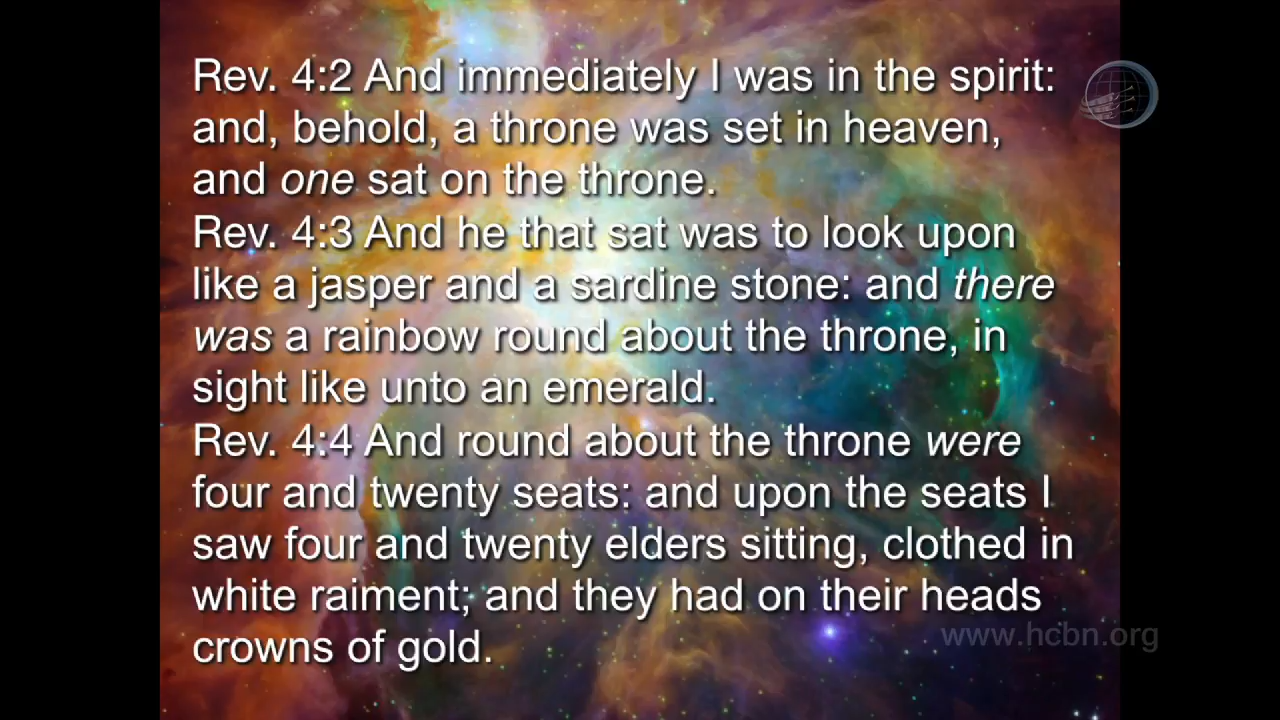 Rev. 4:2 And immediately I was in the spirit:
and, behold, a throne was set in heaven,
and one sat on the throne.
Rev. 4:3 And he that sat was to look upon
like a jasper and a sardine stone: and there
was a rainbow round about the throne, in
sight like unto an emerald.
Rev. 4:4 And round about the throne were
four and twenty seats: and upon the seats I
saw four and twenty elders sitting, clothed in
white raiment; and they had on their heads
crowns of gold.
www.hcbn.org